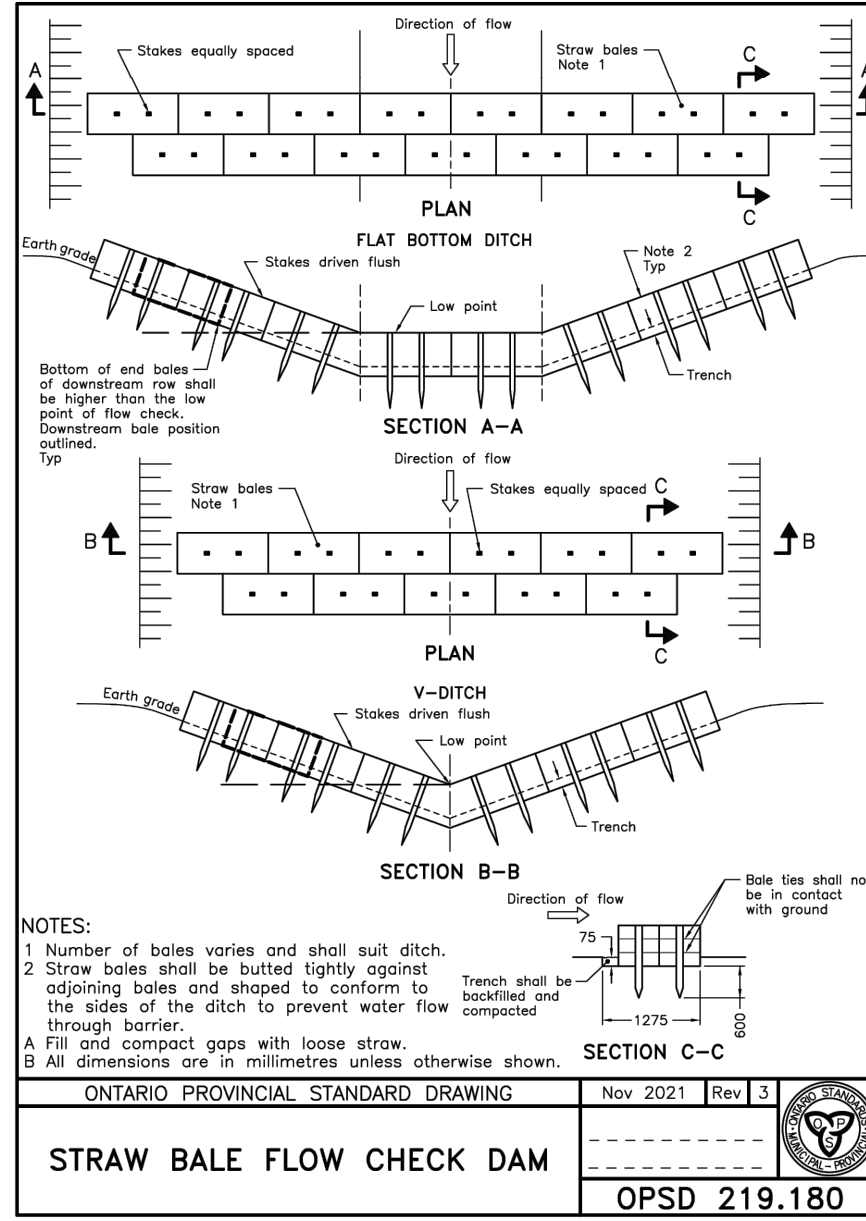 Direction of flow
Stakes equally spaced
Straw bales
Note 1
C
A
A
PLAN
C
FLAT BOTTOM DITCH
Earth grade
Stakes driven flush
Note 2
Typ
Low point
Bottom of end bales
of downstream row shall
be higher than the low
point of flow check.
Downstream bale position
outlined.
Typ
Trench
SECTION A-A
Direction of flow
Straw bales
Note 1
Stakes equally spaced
C
B
B
PLAN
C
V-DITCH
Earth grade
Stakes driven flush
Low point
Trench
SECTION B-B
Direction of flow
Bale ties shall no
be in contact
with ground
75
Trench shall be
backfilled and
compacted
1275
600
SECTION C-C
NOTES:
1 Number of bales varies and shall suit ditch.
2 Straw bales shall be butted tightly against
adjoining bales and shaped to conform to
the sides of the ditch to prevent water flow
through barrier.
A Fill and compact gaps with loose straw.
B All dimensions are in millimetres unless otherwise shown.
ONTARIO PROVINCIAL STANDARD DRAWING
Nov 2021 Rev 3
STRAW BALE FLOW CHECK DAM
OPSD 219.180
ONTARIO STANDARDS
MUNICIPAL - PROVINCIAL
OPS